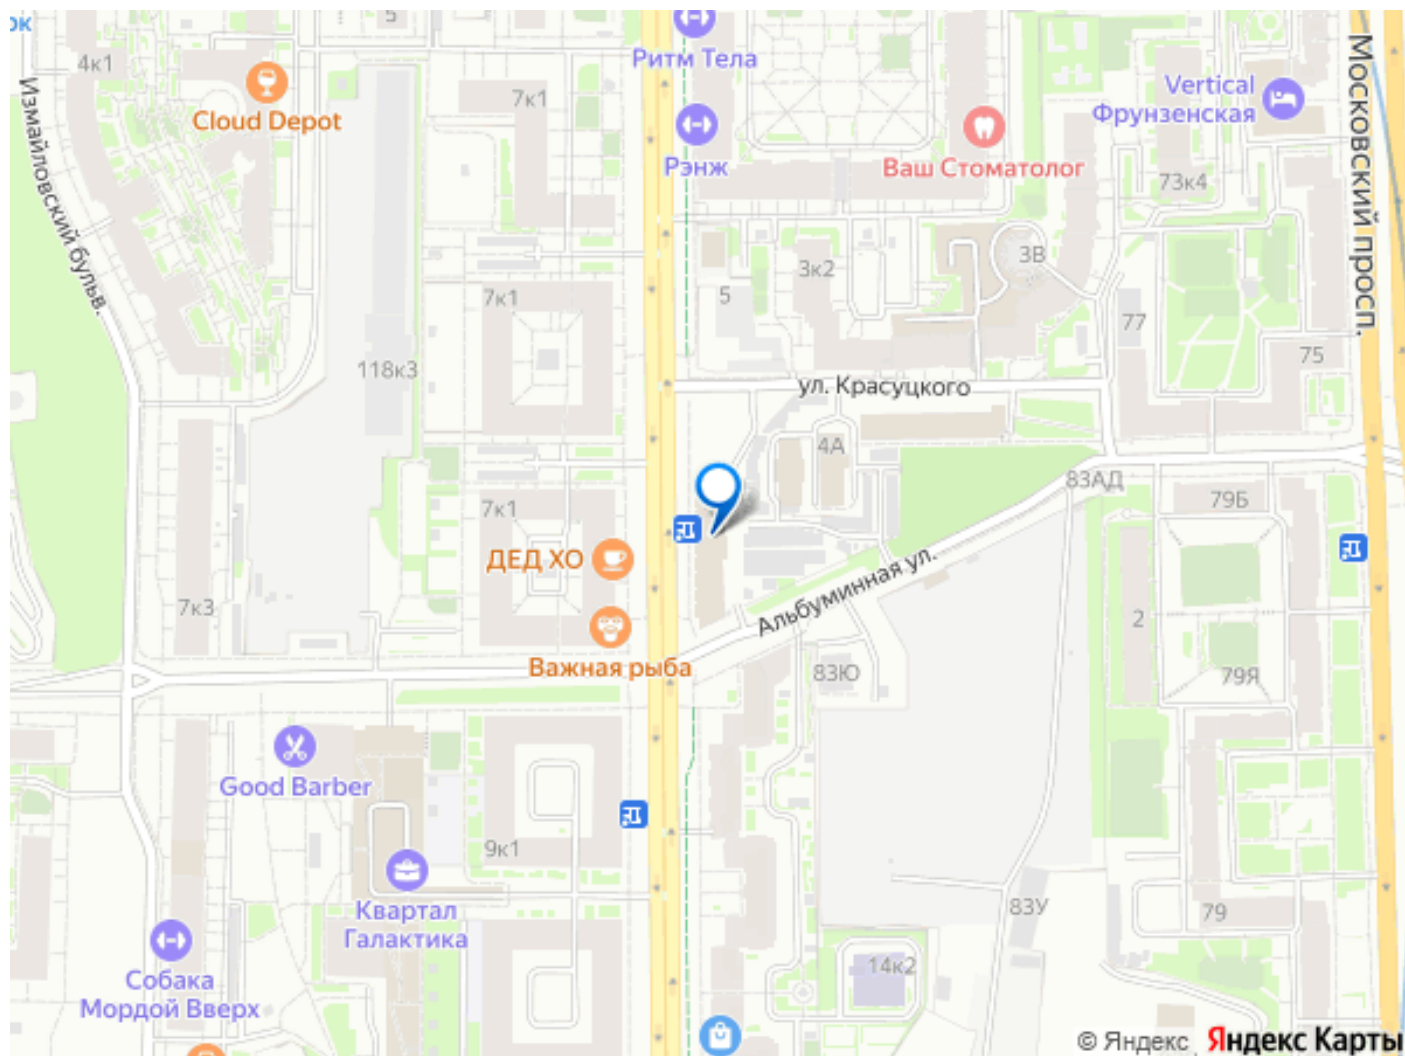 ок
4к1
5
Ритм Тела
Vertical
Фрунзенская
Московский просп.
Измайловский бульв.
Cloud Depot
7к1
Рэнж
Ваш Стоматолог
73к4
3к2
3В
7к1
5
77
118к3
75
ул. Красуцкого
4А
83АД
79Б
7к1
ДЕД ХО
Альбуминная ул.
7к3
2
Важная рыба
83Ю
79Я
Good Barber
9к1
Квартал
Галактика
83У
79
Собака
Мордой Вверх
14к2
© Яндекс
Яндекс Карты